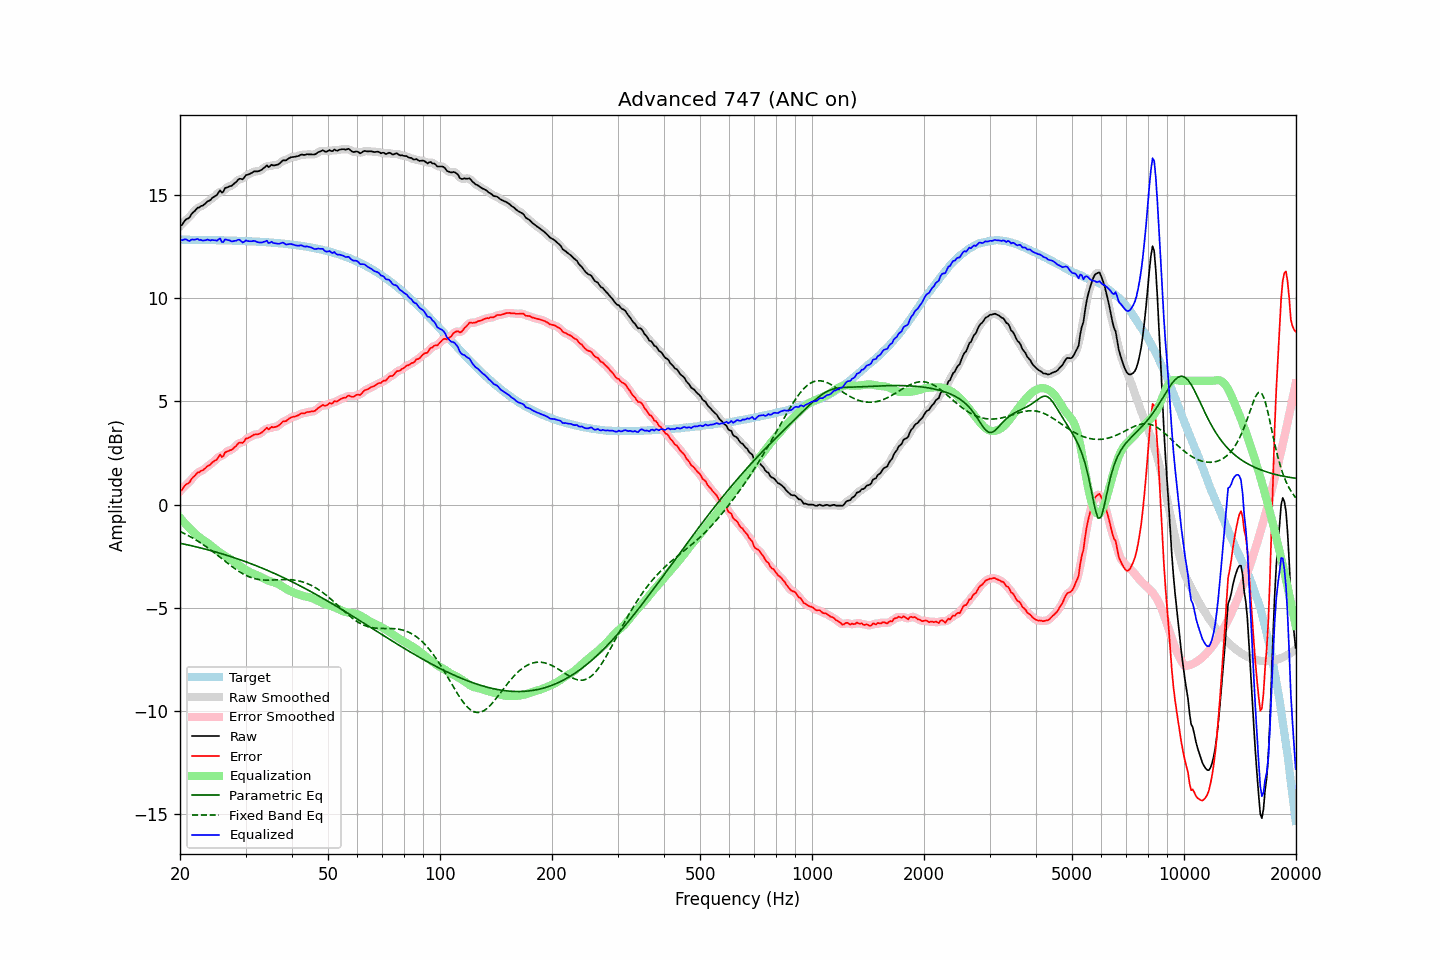 Advanced 747 (ANC on)
Amplitude (dBr)
15
10
5
0
−5
−10
−15
Target
Raw Smoothed
Error Smoothed
Raw
Error
Equalization
Parametric Eq
Fixed Band Eq
Equalized
20 50 100 200 500 1000 2000 5000 10000 20000
Frequency (Hz)